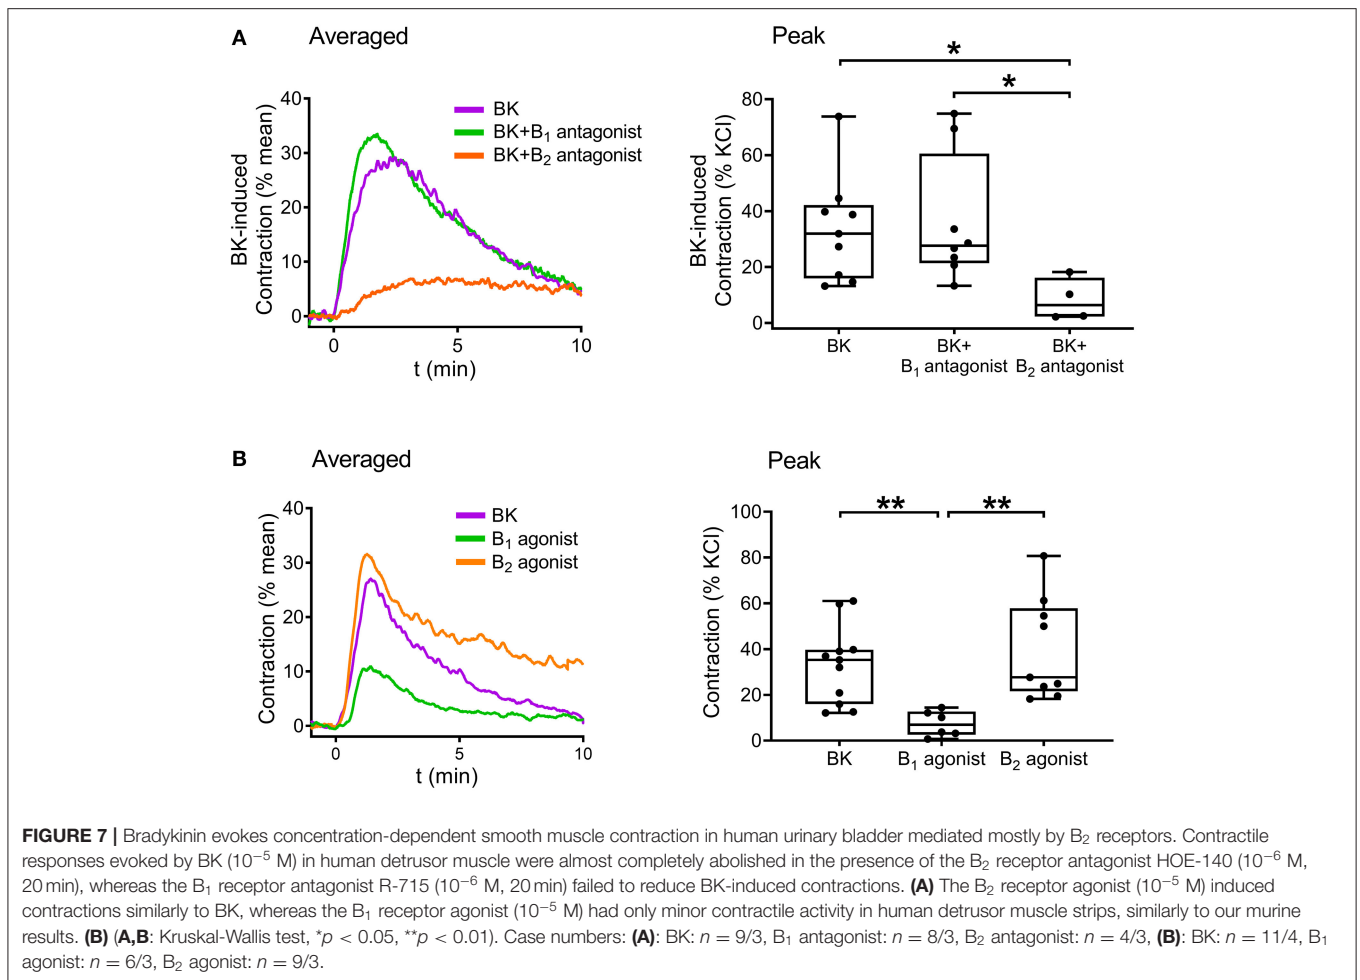 A Averaged
BK-induced
Contraction (% mean)
40
30
20
10
0
BK
BK+B₁ antagonist
BK+B₂ antagonist
0 5 10
t (min)
Peak
* 
*
BK-induced
Contraction (% KCl)
80
60
40
20
0
BK BK+ BK+
B₁ antagonist B₂ antagonist
B Averaged
Contraction (% mean)
40
30
20
10
0
BK
B₁ agonist
B₂ agonist
0 5 10
t (min)
Peak
** **
Contraction (% KCl)
100
80
60
40
20
0
BK B₁ agonist B₂ agonist
FIGURE 7 | Bradykinin evokes concentration-dependent smooth muscle contraction in human urinary bladder mediated mostly by B₂ receptors. Contractile
responses evoked by BK (10⁻⁵ M) in human detrusor muscle were almost completely abolished in the presence of the B₂ receptor antagonist HOE-140 (10⁻⁶ M,
20 min), whereas the B₁ receptor antagonist R-715 (10⁻⁶ M, 20 min) failed to reduce BK-induced contractions. (A) The B₂ receptor agonist (10⁻⁵ M) induced
contractions similarly to BK, whereas the B₁ receptor agonist (10⁻⁵ M) had only minor contractile activity in human detrusor muscle strips, similarly to our murine
results. (B) (A,B: Kruskal-Wallis test, *p < 0.05, **p < 0.01). Case numbers: (A): BK: n = 9/3, B₁ antagonist: n = 8/3, B₂ antagonist: n = 4/3, (B): BK: n = 11/4, B₁
agonist: n = 6/3, B₂ agonist: n = 9/3.